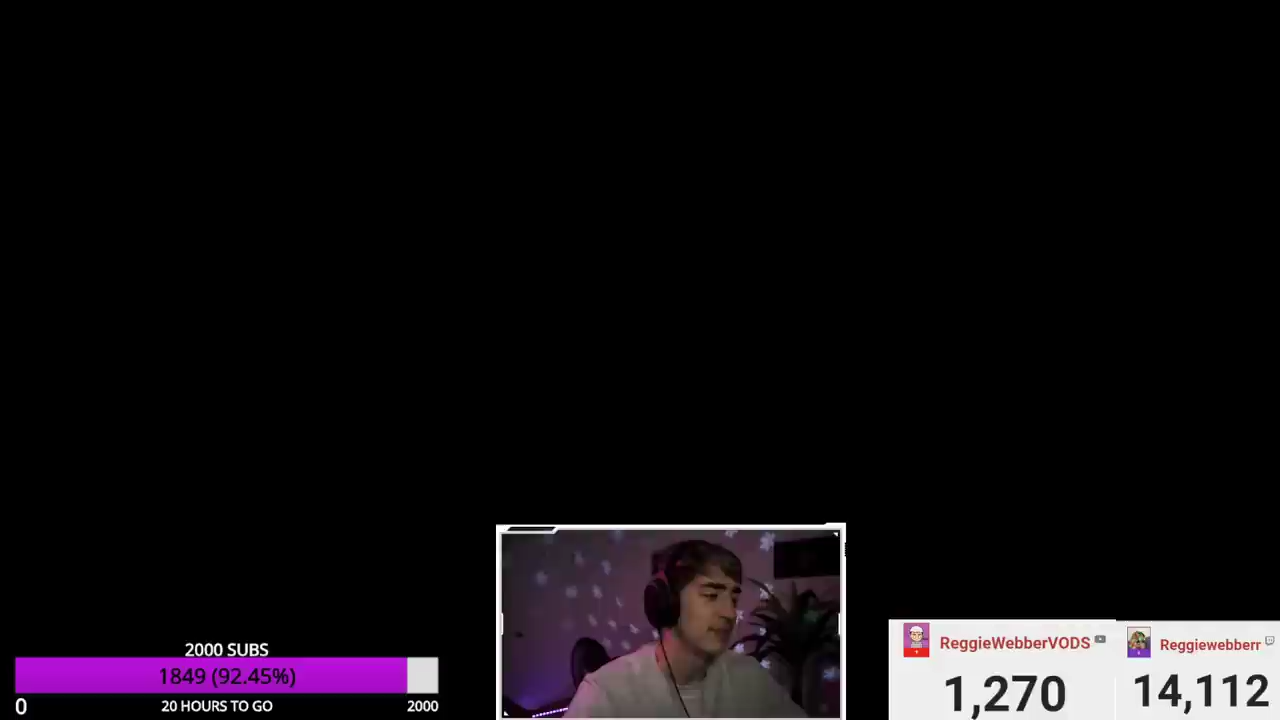 2000 SUBS
1849 (92.45%)
0 20 HOURS TO GO 2000
ReggieWebberVODS
1,270
Reggiewebberr
14,112